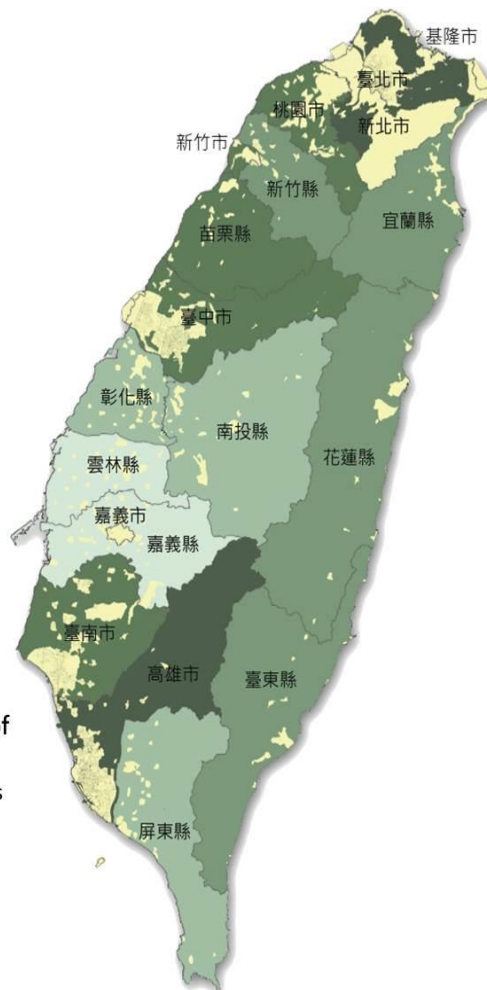 基隆市
臺北市
桃園市
新北市
新竹市
新竹縣
宜蘭縣
苗栗縣
臺中市
彰化縣
南投縣
雲林縣
花蓮縣
嘉義市
嘉義縣
臺南市
高雄市
臺東縣
屏東縣